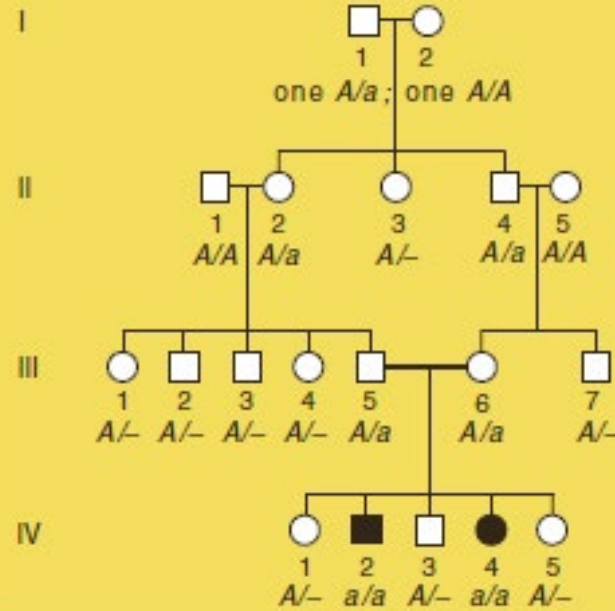 I
1 2
one A/a; one A/A
II
1 2 3 4 5
A/A A/a A/– A/a A/A
III
1 2 3 4 5 6 7
A/– A/– A/– A/– A/a A/a A/–
IV
1 2 3 4 5
A/– a/a A/– a/a A/–